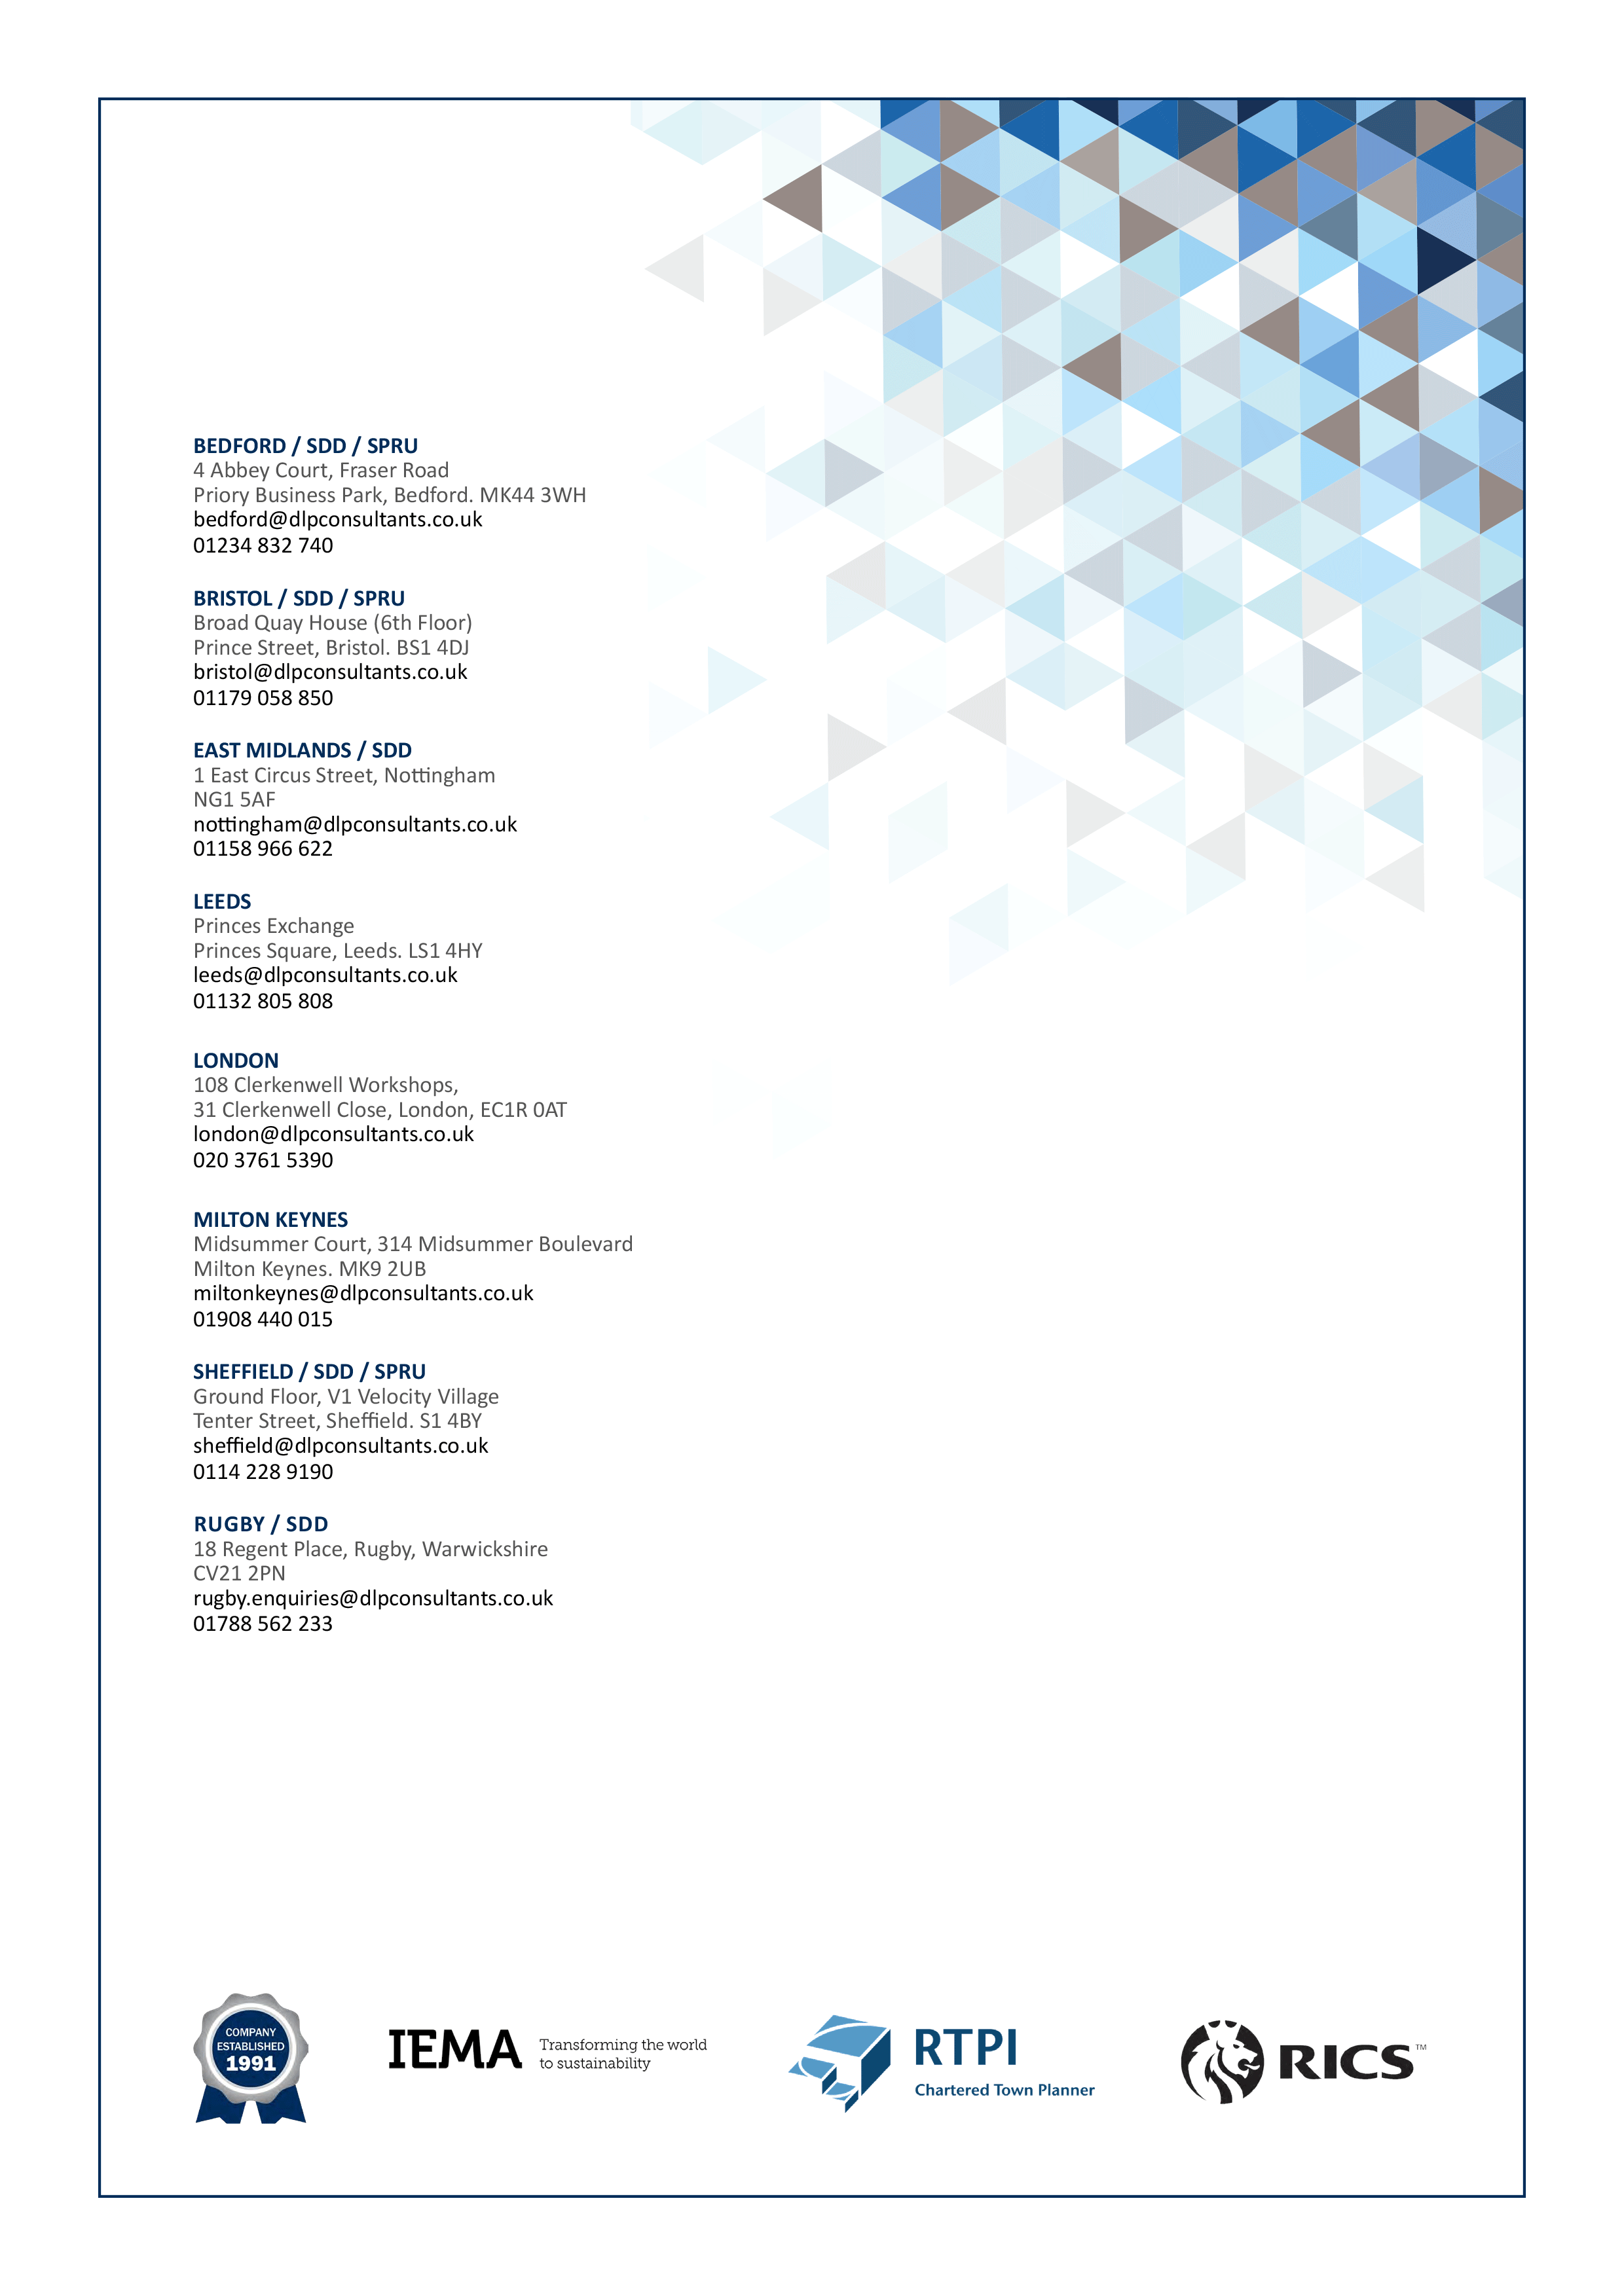 BEDFORD / SDD / SPRU
4 Abbey Court, Fraser Road
Priory Business Park, Bedford. MK44 3WH
bedford@dlpconsultants.co.uk
01234 832 740
BRISTOL / SDD / SPRU
Broad Quay House (6th Floor)
Prince Street, Bristol. BS1 4DJ
bristol@dlpconsultants.co.uk
01179 058 850
EAST MIDLANDS / SDD
1 East Circus Street, Nottingham
NG1 5AF
nottingham@dlpconsultants.co.uk
01158 966 622
LEEDS
Princes Exchange
Princes Square, Leeds. LS1 4HY
leeds@dlpconsultants.co.uk
01132 805 808
LONDON
108 Clerkenwell Workshops,
31 Clerkenwell Close, London, EC1R 0AT
london@dlpconsultants.co.uk
020 3761 5390
MILTON KEYNES
Midsummer Court, 314 Midsummer Boulevard
Milton Keynes. MK9 2UB
miltonkeynes@dlpconsultants.co.uk
01908 440 015
SHEFFIELD / SDD / SPRU
Ground Floor, V1 Velocity Village
Tenter Street, Sheffield. S1 4BY
sheffield@dlpconsultants.co.uk
0114 228 9190
RUGBY / SDD
18 Regent Place, Rugby, Warwickshire
CV21 2PN
rugby.enquiries@dlpconsultants.co.uk
01788 562 233
COMPANY
ESTABLISHED
1991
IEMA
Transforming the world
to sustainability
RTPI
Chartered Town Planner
RICS™